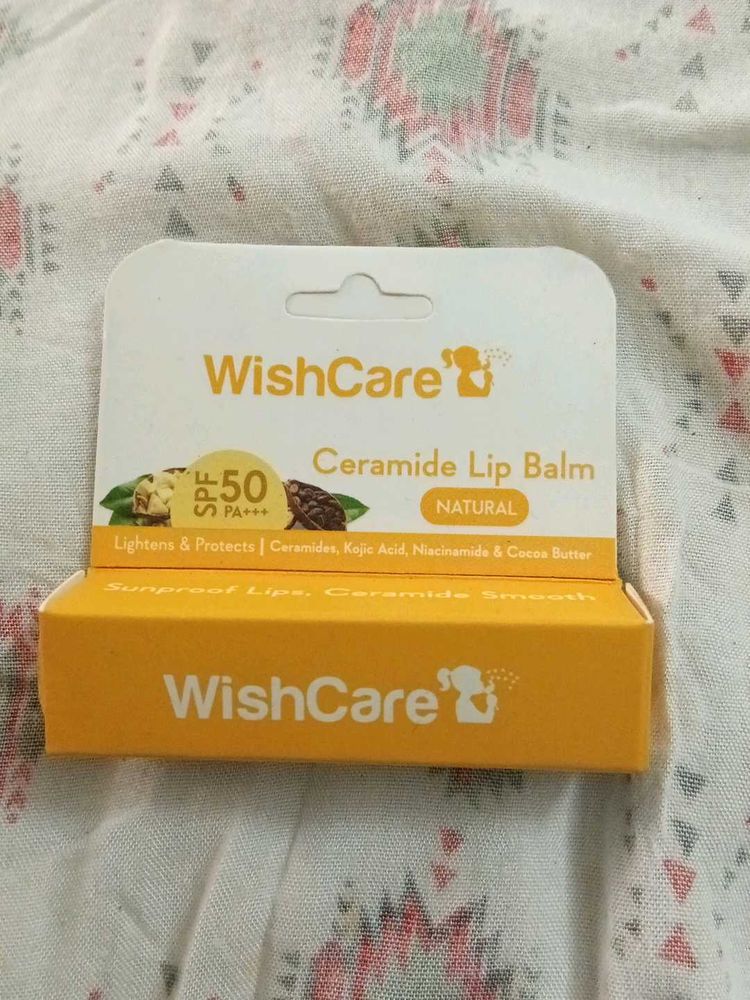 WishCare
Ceramide Lip Balm
NATURAL
SPF 50
PA+++
Lightens & Protects | Ceramides, Kojic Acid, Niacinamide & Cocoa Butter
Sunproof Lips, Ceramide Smooth
WishCare